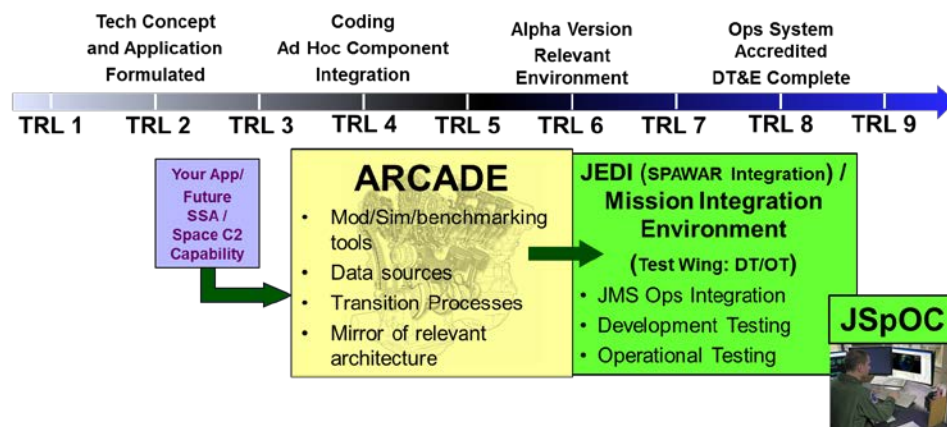 Tech Concept
and Application
Formulated
Coding
Ad Hoc Component
Integration
Alpha Version
Relevant
Environment
Ops System
Accredited
DT&E Complete
TRL 1 TRL 2 TRL 3 TRL 4 TRL 5 TRL 6 TRL 7 TRL 8 TRL 9
Your App/
Future
SSA /
Space C2
Capability
ARCADE
• Mod/Sim/benchmarking
tools
• Data sources
• Transition Processes
• Mirror of relevant
architecture
JEDI (SPAWAR Integration) /
Mission Integration
Environment
(Test Wing: DT/OT)
• JMS Ops Integration
• Development Testing
• Operational Testing
JSpOC